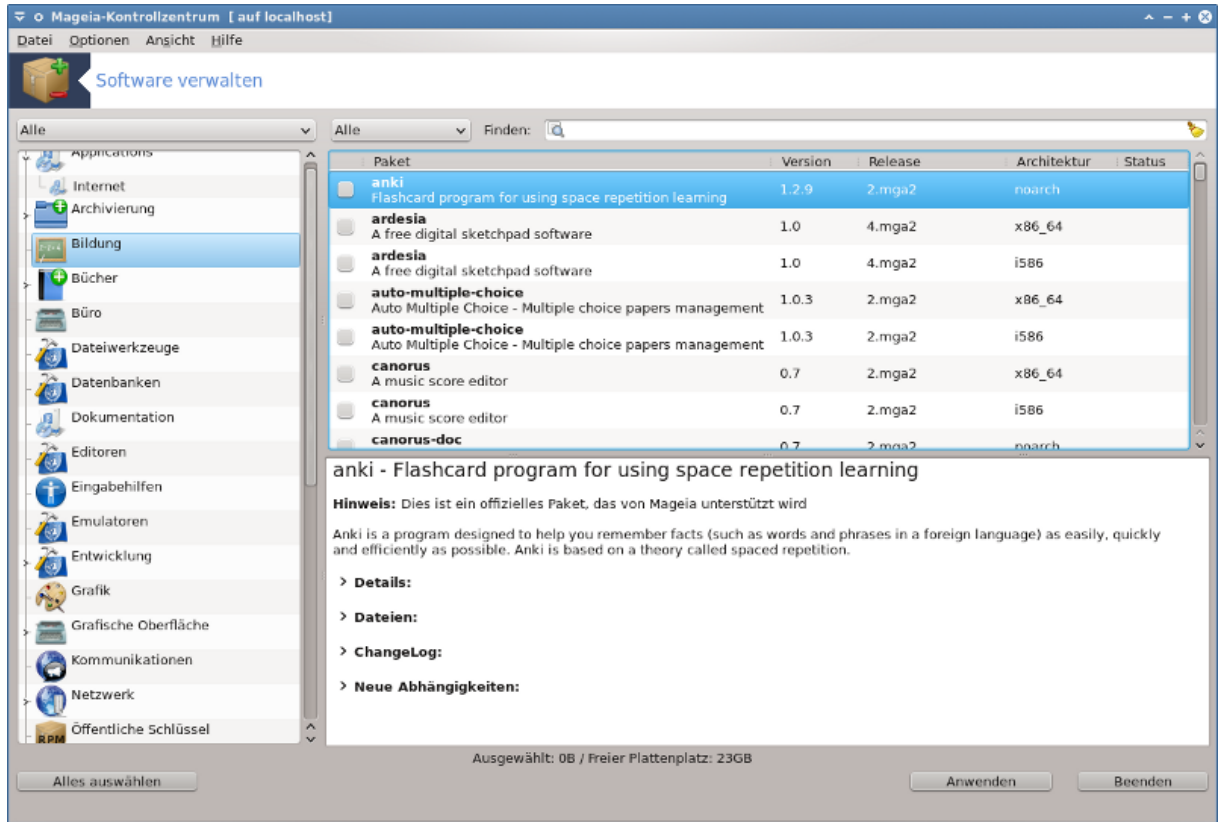 Mageia-Kontrollzentrum [ auf localhost]
Datei Optionen Ansicht Hilfe
Software verwalten
Alle Alle Finden:
Applications
Internet
Archivierung
Bildung
Bücher
Büro
Dateiwerkzeuge
Datenbanken
Dokumentation
Editoren
Eingabehilfen
Emulatoren
Entwicklung
Grafik
Grafische Oberfläche
Kommunikationen
Netzwerk
RPM Öffentliche Schlüssel
Paket Version Release Architektur Status
anki
Flashcard program for using space repetition learning 1.2.9 2.mga2 noarch
ardesia
A free digital sketchpad software 1.0 4.mga2 x86_64
ardesia
A free digital sketchpad software 1.0 4.mga2 i586
auto-multiple-choice
Auto Multiple Choice - Multiple choice papers management 1.0.3 2.mga2 x86_64
auto-multiple-choice
Auto Multiple Choice - Multiple choice papers management 1.0.3 2.mga2 i586
canorus
A music score editor 0.7 2.mga2 x86_64
canorus
A music score editor 0.7 2.mga2 i586
canorus-doc 0.7 2.mga2 noarch
anki - Flashcard program for using space repetition learning
Hinweis: Dies ist ein offizielles Paket, das von Mageia unterstützt wird
Anki is a program designed to help you remember facts (such as words and phrases in a foreign language) as easily, quickly
and efficiently as possible. Anki is based on a theory called spaced repetition.
Details:
Dateien:
ChangeLog:
Neue Abhängigkeiten:
Ausgewählt: 0B / Freier Plattenplatz: 23GB
Alles auswählen Anwenden Beenden